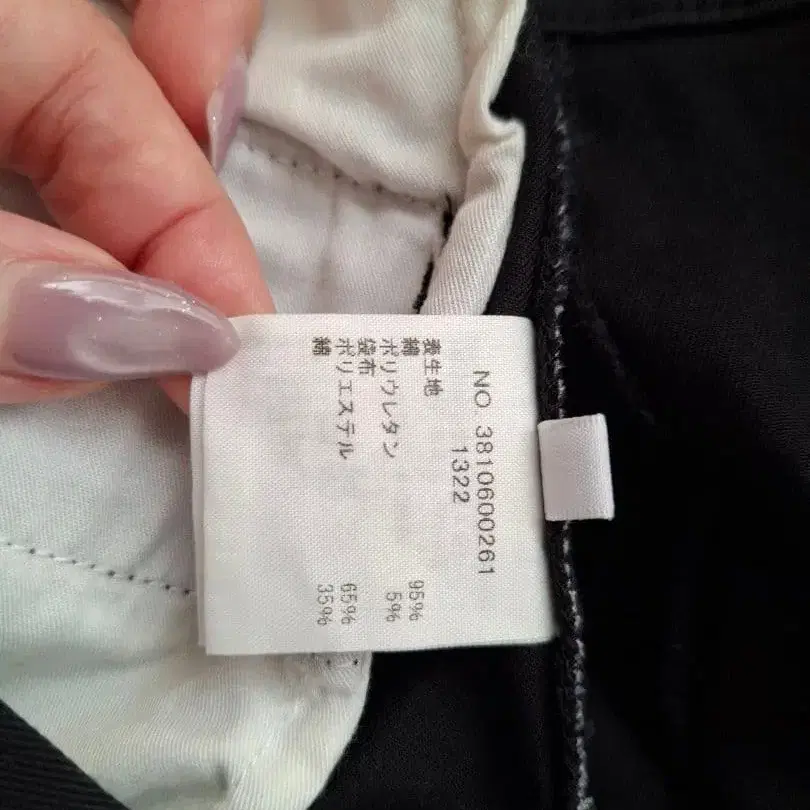 NO. 3810600261
1322
表生地
綿 95%
ポリウレタン 5%
袋布
ポリエステル 65%
綿 35%